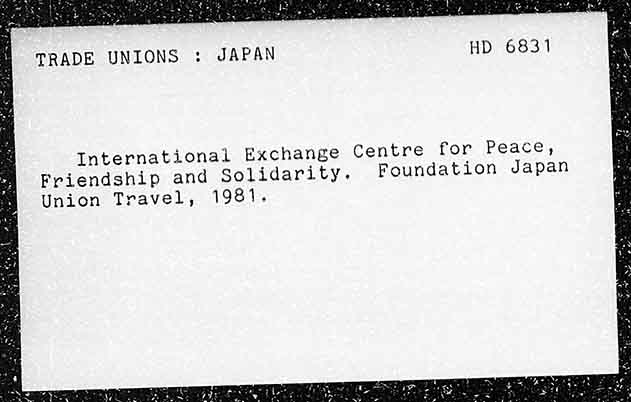 TRADE UNIONS : JAPAN HD 6831
International Exchange Centre for Peace,
Friendship and Solidarity. Foundation Japan
Union Travel, 1981.